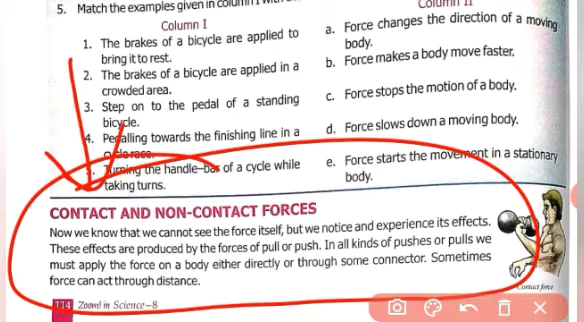 5. Match the examples given in column I
Column II
Column I
1. The brakes of a bicycle are applied to
bring it to rest.
2. The brakes of a bicycle are applied in a
crowded area.
3. Step on to the pedal of a standing
bicycle.
4. Pedalling towards the finishing line in a
cycle race.
5. Turning the handle-bar of a cycle while
taking turns.
a. Force changes the direction of a moving
body.
b. Force makes a body move faster.
c. Force stops the motion of a body.
d. Force slows down a moving body.
e. Force starts the movement in a stationary
body.
CONTACT AND NON-CONTACT FORCES
Now we know that we cannot see the force itself, but we notice and experience its effects.
These effects are produced by the forces of pull or push. In all kinds of pushes or pulls we
must apply the force on a body either directly or through some connector. Sometimes
force can act through distance.
Contact force
114 Zoom! in Science-8